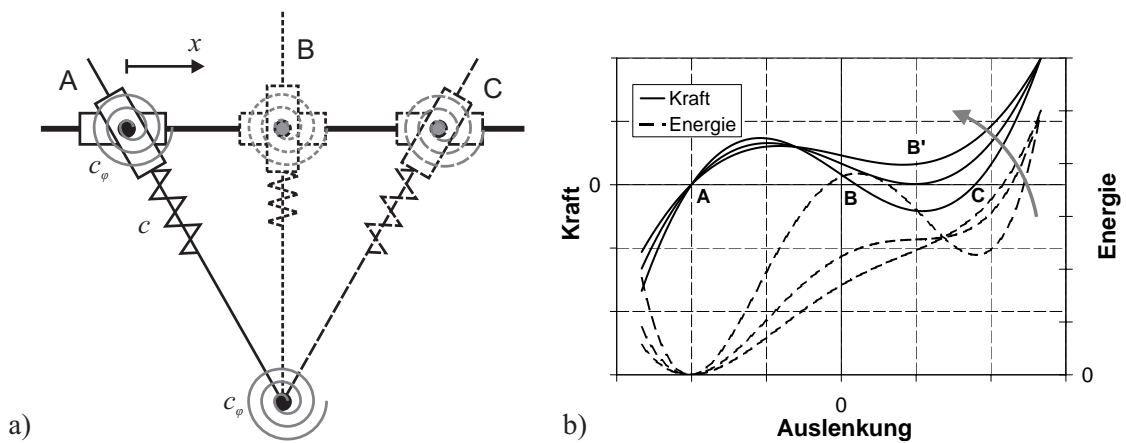 x
A
B
C
c_φ
c
c_φ
a)
Kraft
Energie
B'
A
B
C
0
0
0
Kraft
Energie
Auslenkung
b)